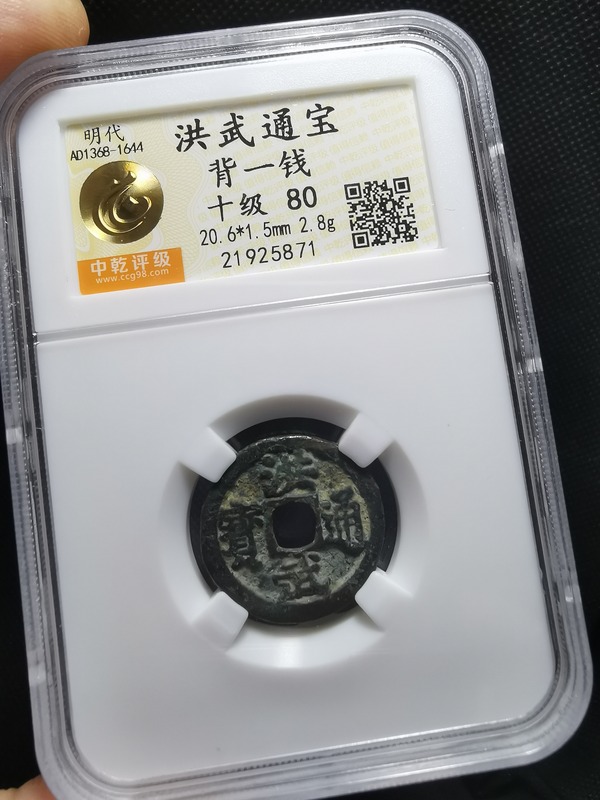 明代
AD1368-1644
洪武通宝
背一钱
十级 80
20.6*1.5mm 2.8g
21925871
中乾评级
www.ccg98.com
洪武通寳